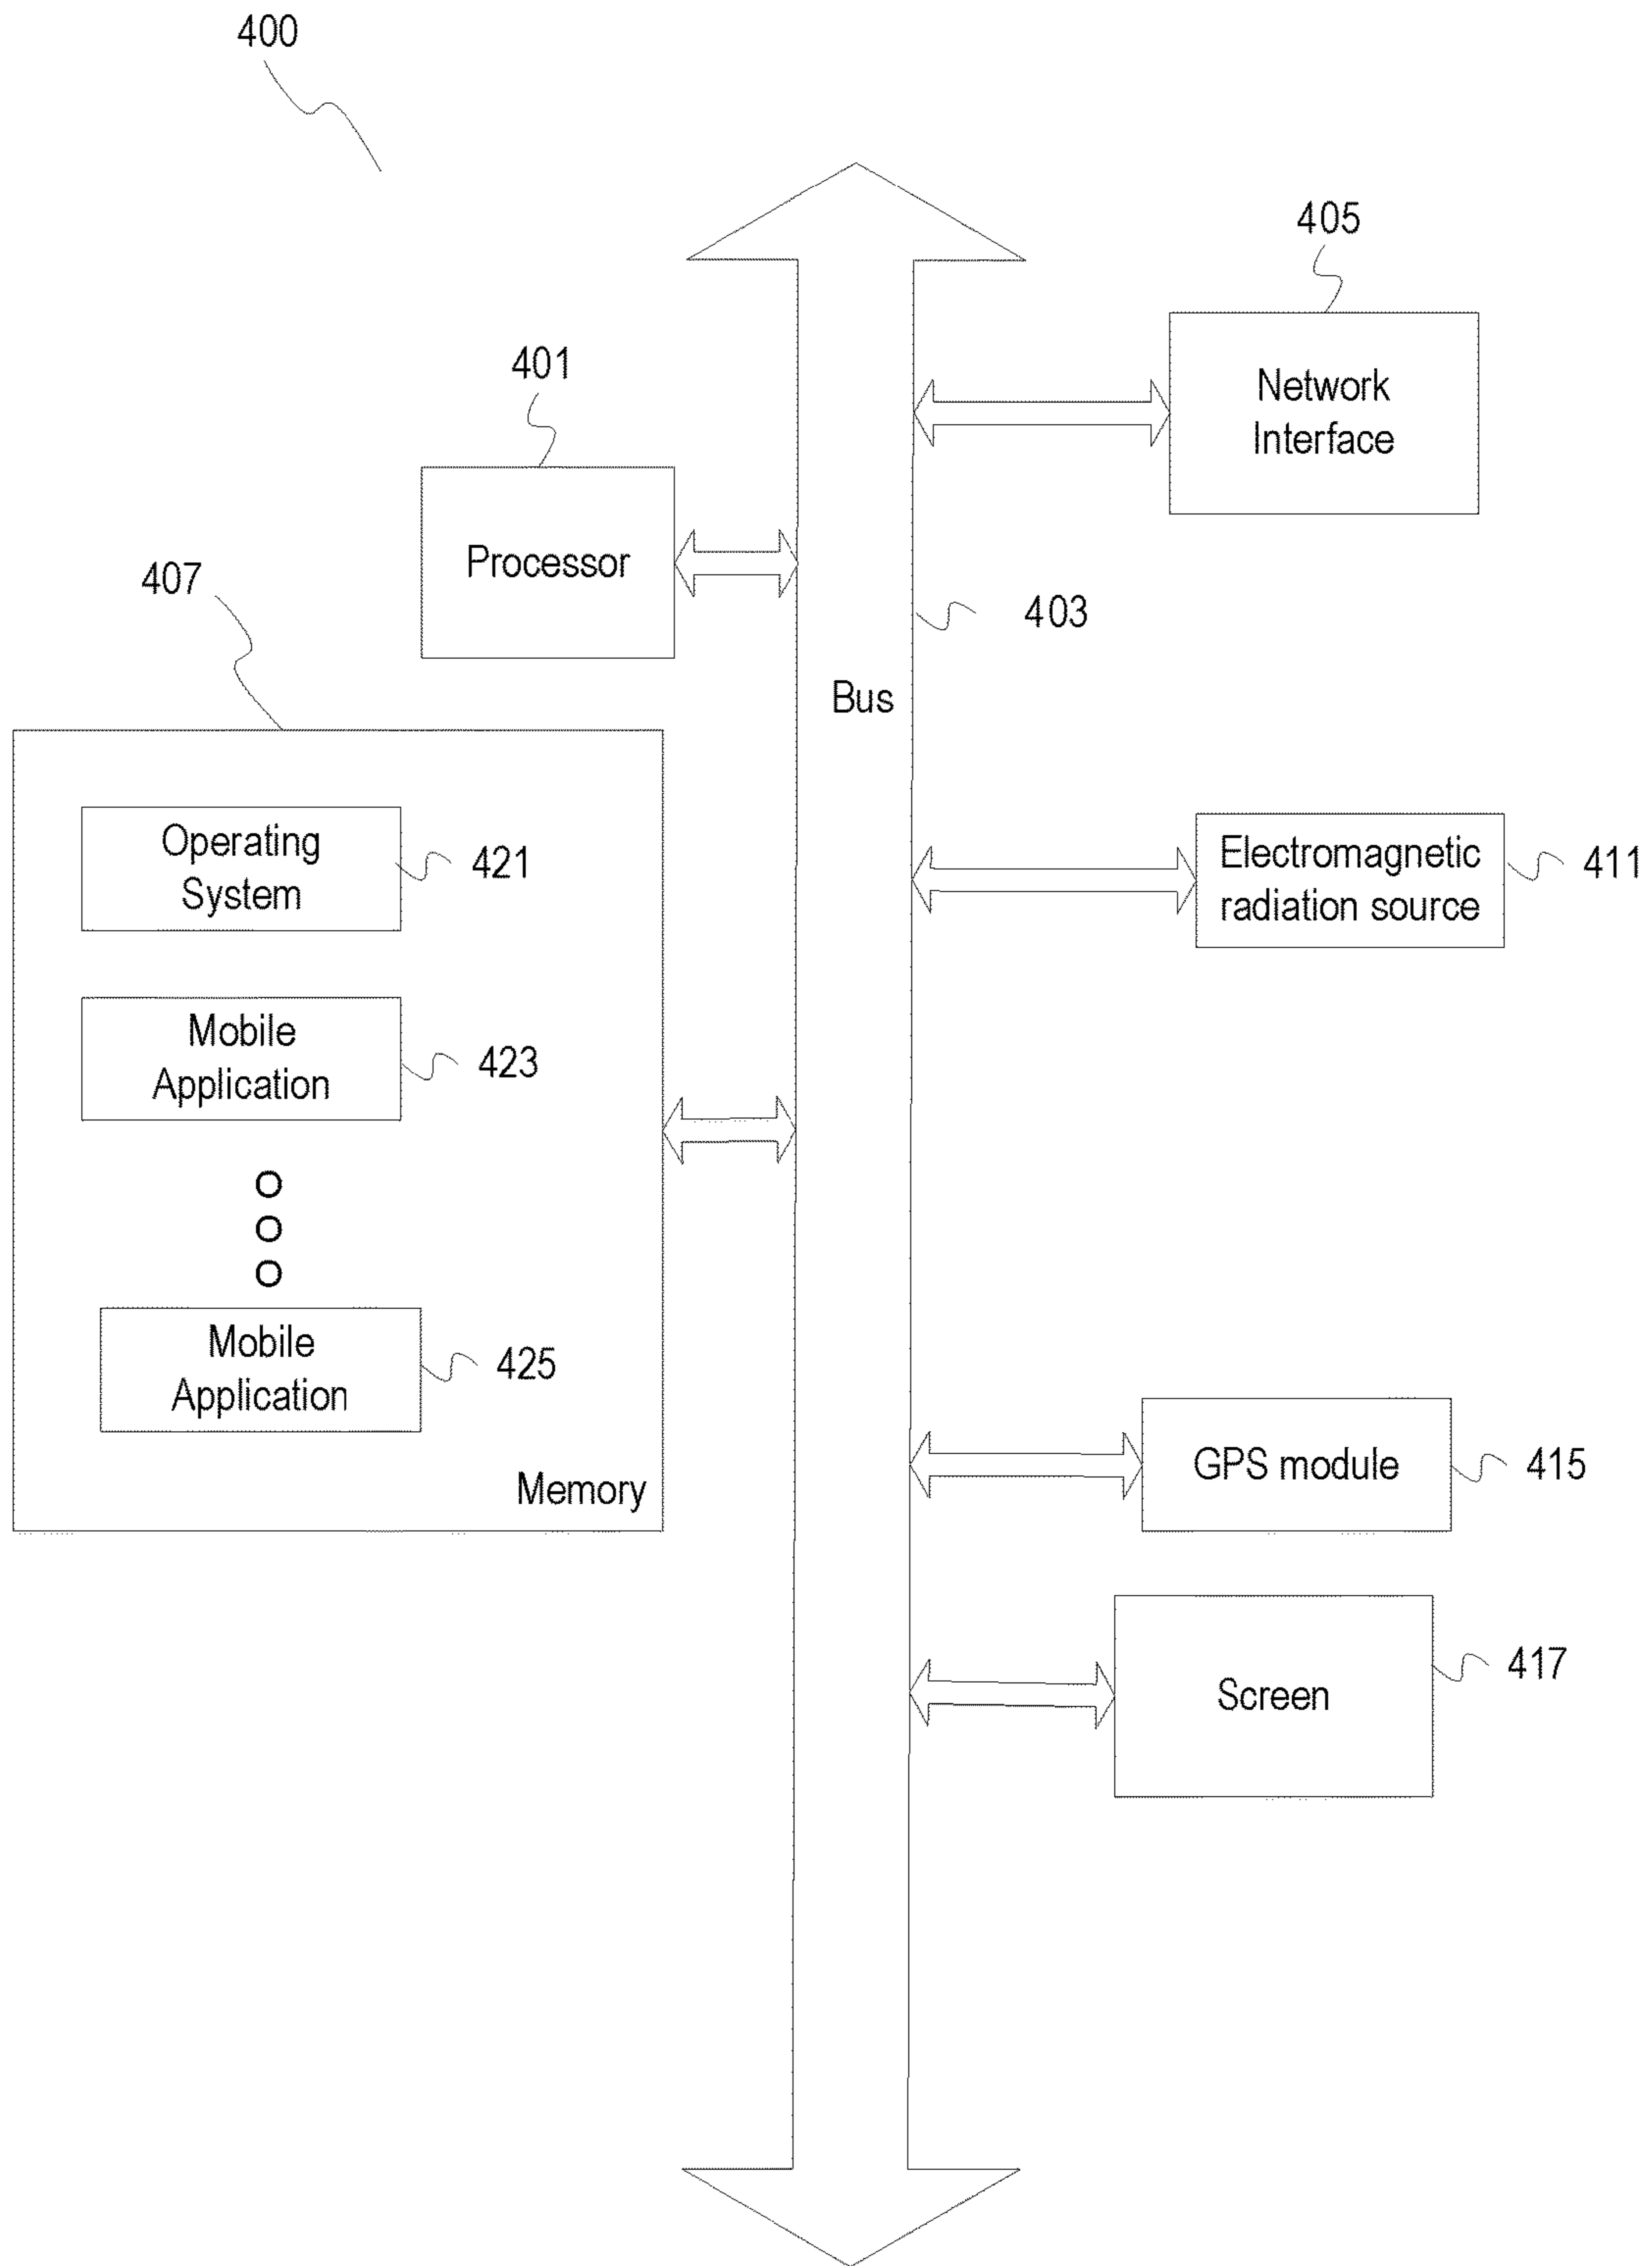 400
405
Network
Interface
401
Processor
403
407
Bus
Operating
System
421
Electromagnetic
radiation source
411
Mobile
Application
423
O
O
O
Mobile
Application
425
GPS module
415
Memory
Screen
417